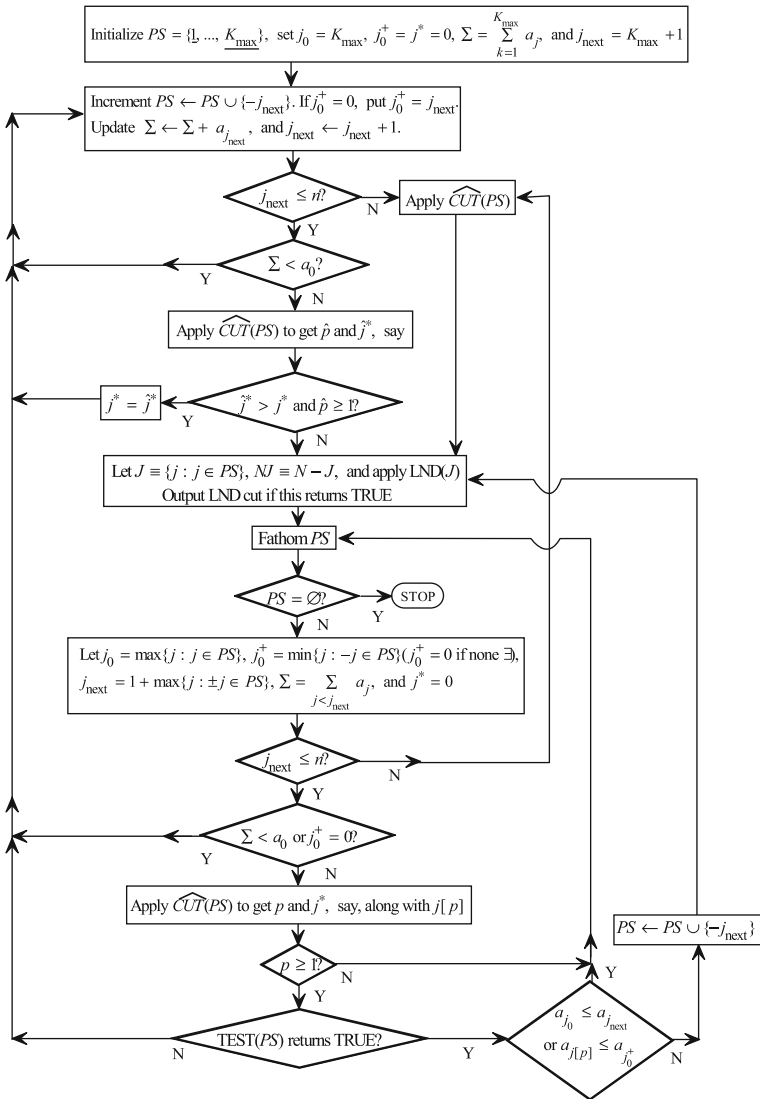 Initialize PS = {1, ..., K_max}, set j_0 = K_max, j_0^+ = j* = 0, Σ = Σ_{k=1}^{K_max} a_j, and j_next = K_max + 1
Increment PS ← PS ∪ {−j_next}. If j_0^+ = 0, put j_0^+ = j_next.
Update Σ ← Σ + a_{j_next}, and j_next ← j_next + 1.
j_next ≤ n?
N
Apply \widehat{CUT}(PS)
Y
Σ < a_0?
Y
N
Apply \widehat{CUT}(PS) to get p̂ and ĵ*, say
j* = ĵ*
ĵ* > j* and p̂ ≥ 1?
Y
N
Let J ≡ {j : j ∈ PS}, NJ ≡ N − J, and apply LND(J)
Output LND cut if this returns TRUE
Fathom PS
PS = ∅?
STOP
Y
N
Let j_0 = max{j : j ∈ PS}, j_0^+ = min{j : −j ∈ PS}(j_0^+ = 0 if none ∃),
j_next = 1 + max{j : ±j ∈ PS}, Σ = Σ_{j<j_next} a_j, and j* = 0
j_next ≤ n?
N
Y
Σ < a_0 or j_0^+ = 0?
Y
N
Apply \widehat{CUT}(PS) to get p and j*, say, along with j[p]
PS ← PS ∪ {−j_next}
p ≥ 1?
N
Y
Y
a_{j_0} ≤ a_{j_next}
or a_{j[p]} ≤ a_{j_0^+}
TEST(PS) returns TRUE?
N
Y
N